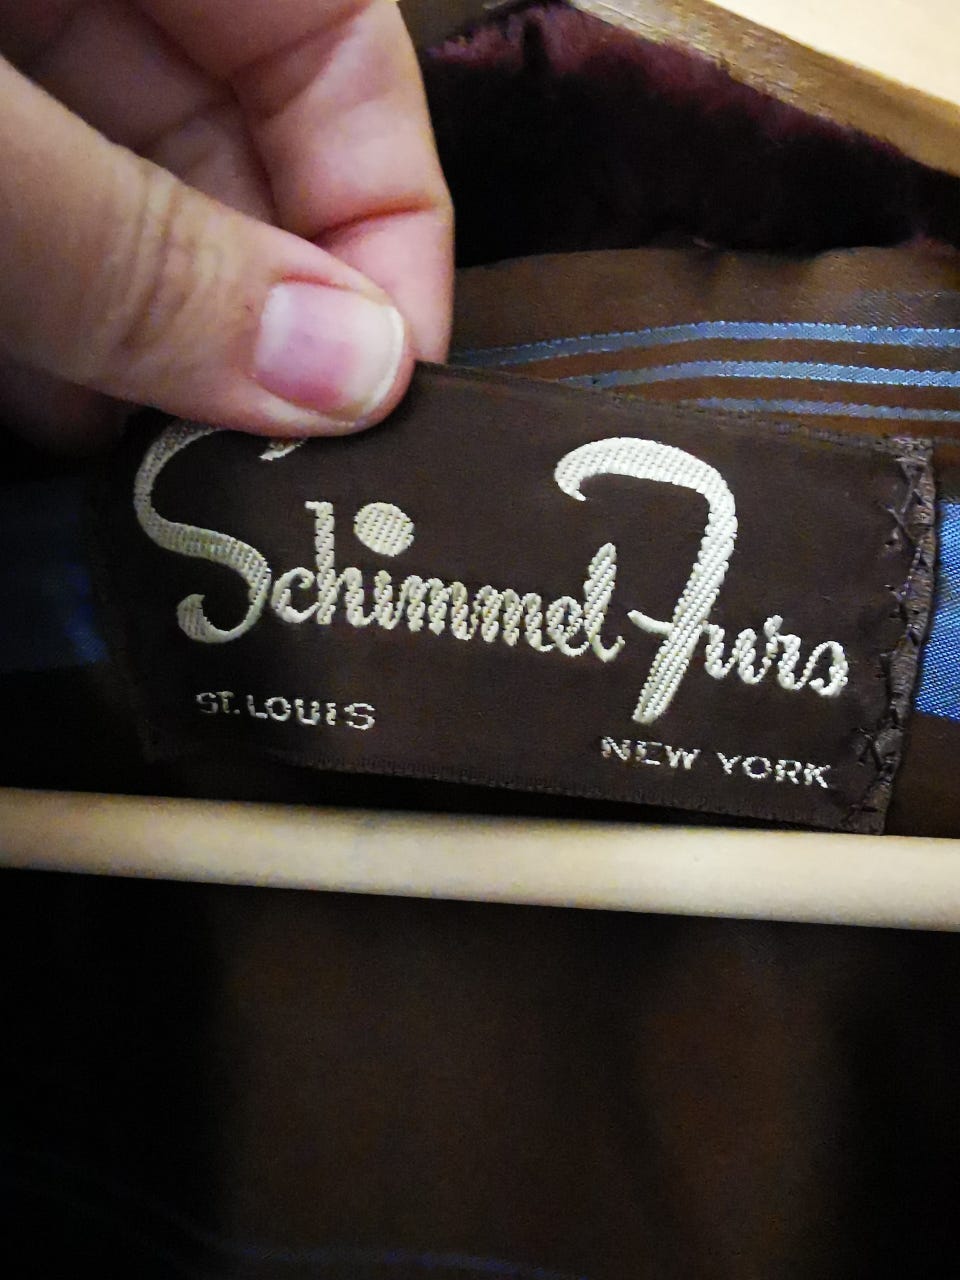 Schimmel Furs
ST. LOUIS
NEW YORK